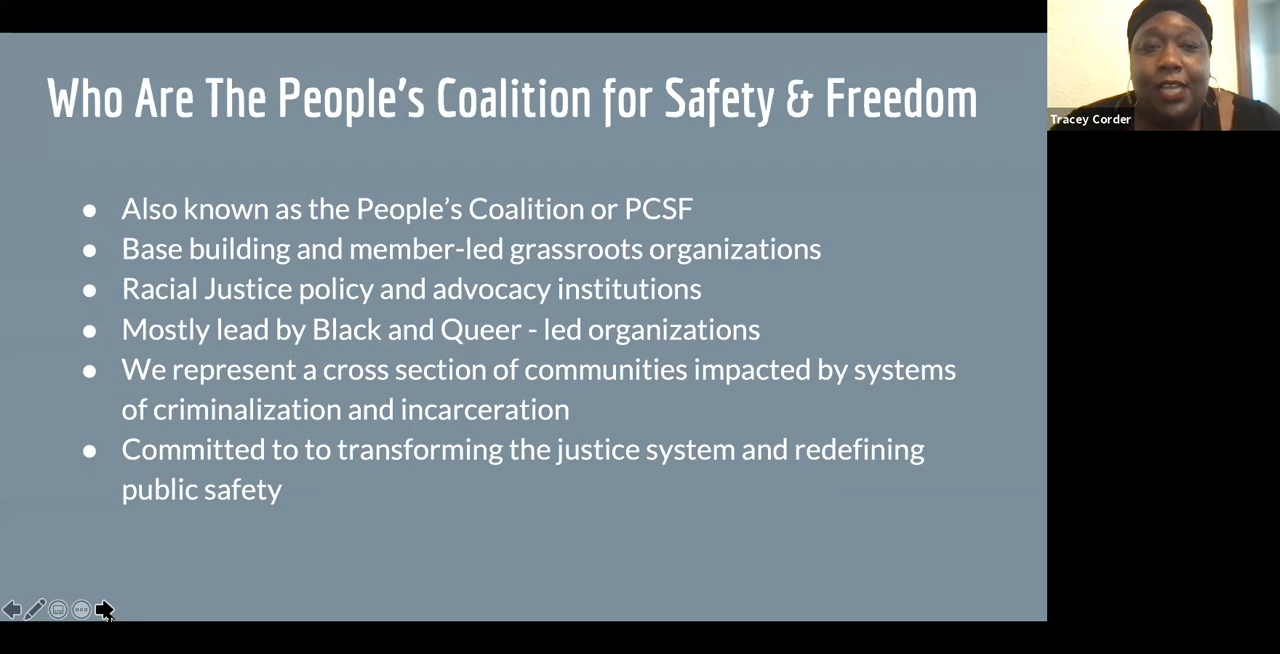 Who Are The People's Coalition for Safety & Freedom
Tracey Corder
● Also known as the People's Coalition or PCSF
● Base building and member-led grassroots organizations
● Racial Justice policy and advocacy institutions
● Mostly lead by Black and Queer - led organizations
● We represent a cross section of communities impacted by systems
of criminalization and incarceration
● Committed to to transforming the justice system and redefining
public safety